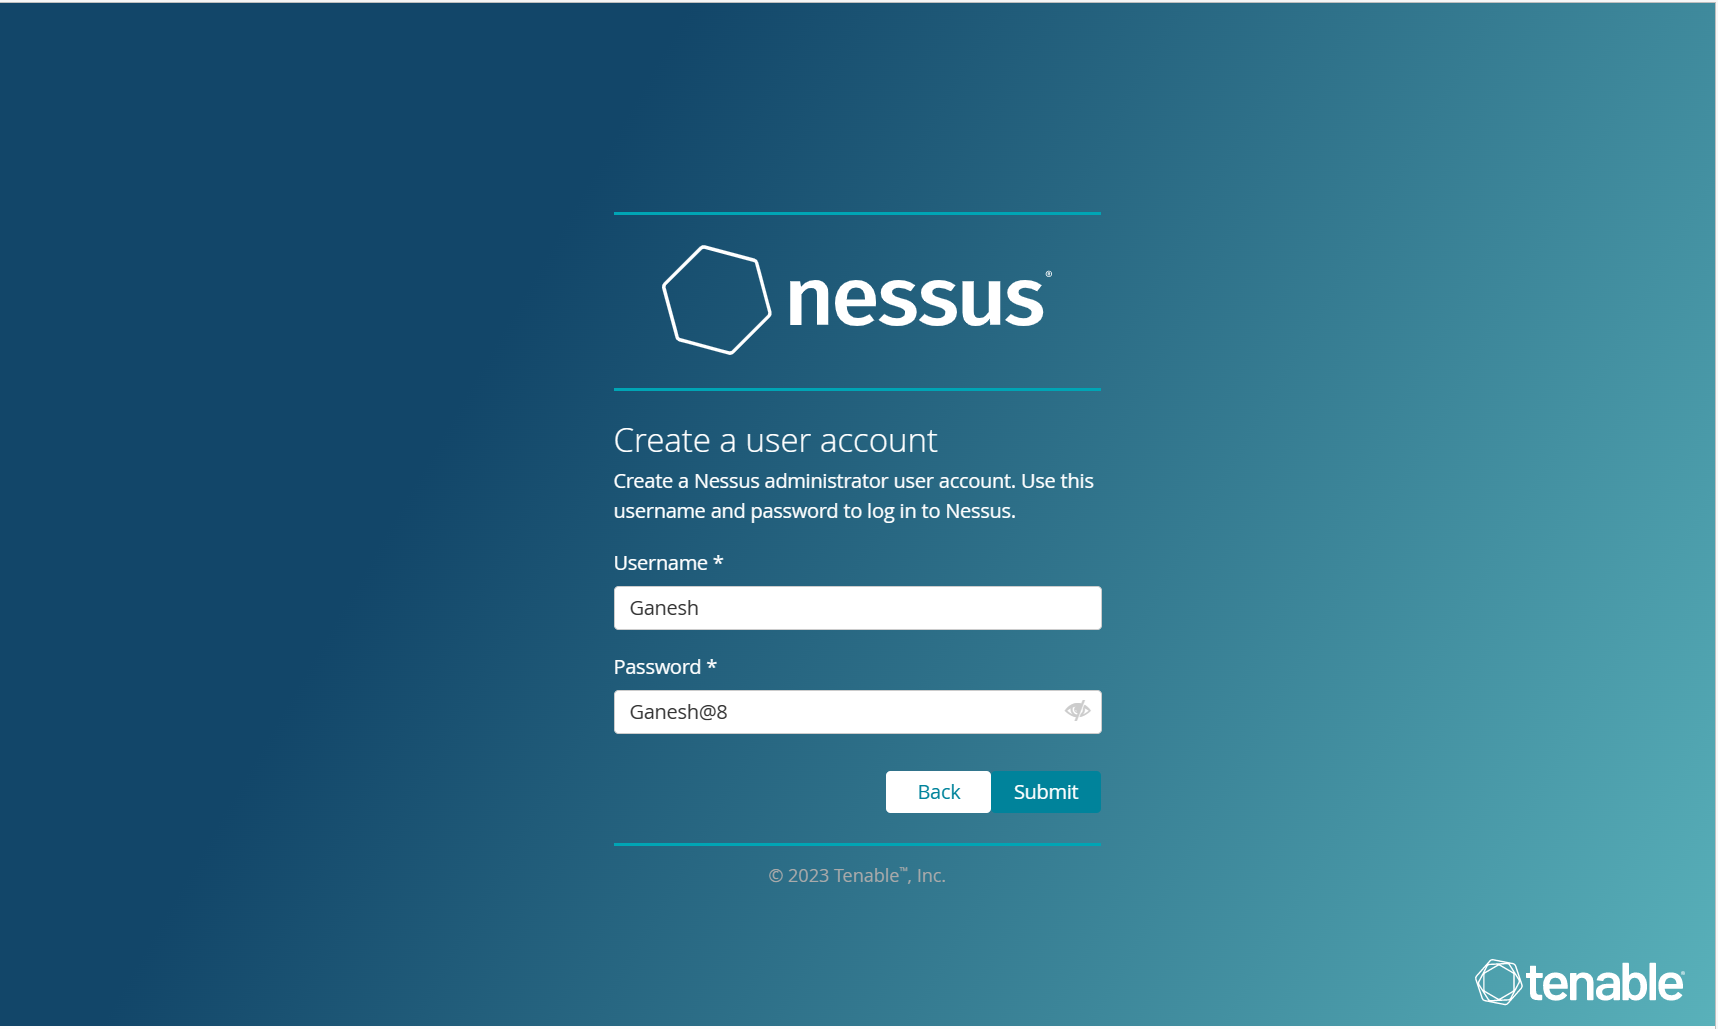 nessus®
Create a user account
Create a Nessus administrator user account. Use this
username and password to log in to Nessus.
Username *
Ganesh
Password *
Ganesh@8
Back Submit
© 2023 Tenable™, Inc.
tenable®